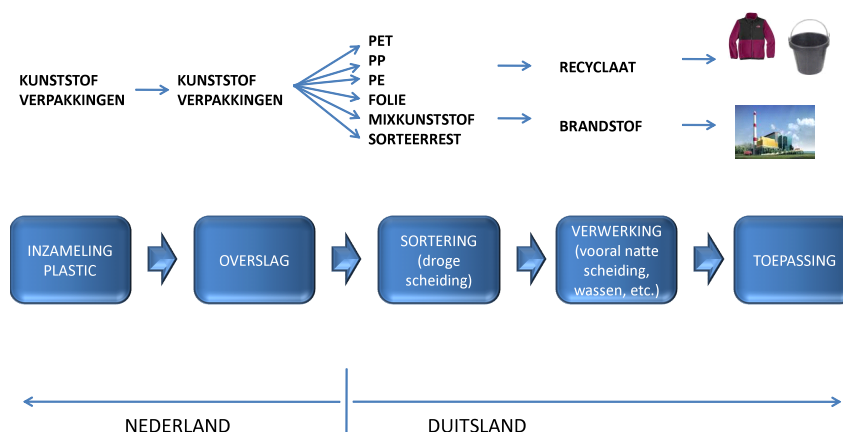 KUNSTSTOF
VERPAKKINGEN
KUNSTSTOF
VERPAKKINGEN
PET
PP
PE
FOLIE
MIXKUNSTSTOF
SORTEERREST
RECYCLAAT
BRANDSTOF
INZAMELING
PLASTIC
OVERSLAG
SORTERING
(droge
scheiding)
VERWERKING
(vooral natte
scheiding,
wassen, etc.)
TOEPASSING
NEDERLAND
DUITSLAND